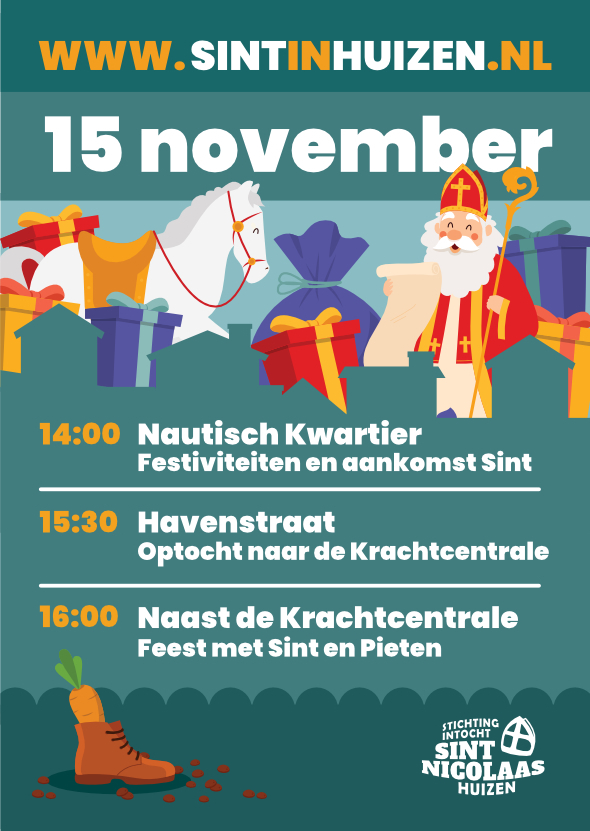 WWW.SINTINHUIZEN.NL
15 november
14:00 Nautisch Kwartier
Festiviteiten en aankomst Sint
15:30 Havenstraat
Optocht naar de Krachtcentrale
16:00 Naast de Krachtcentrale
Feest met Sint en Pieten
STICHTING
INTOCHT
SINT
NICOLAAS
HUIZEN